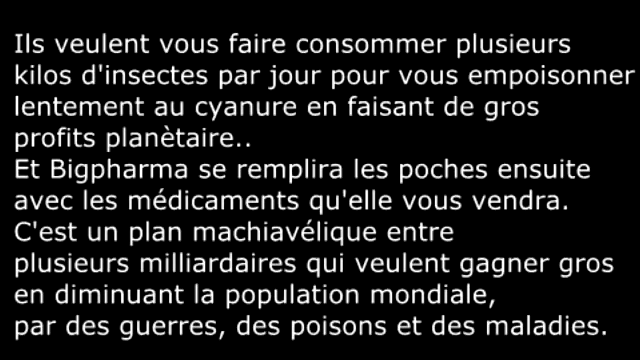 Ils veulent vous faire consommer plusieurs
kilos d'insectes par jour pour vous empoisonner
lentement au cyanure en faisant de gros
profits planètaire..
Et Bigpharma se remplira les poches ensuite
avec les médicaments qu'elle vous vendra.
C'est un plan machiavélique entre
plusieurs milliardaires qui veulent gagner gros
en diminuant la population mondiale,
par des guerres, des poisons et des maladies.